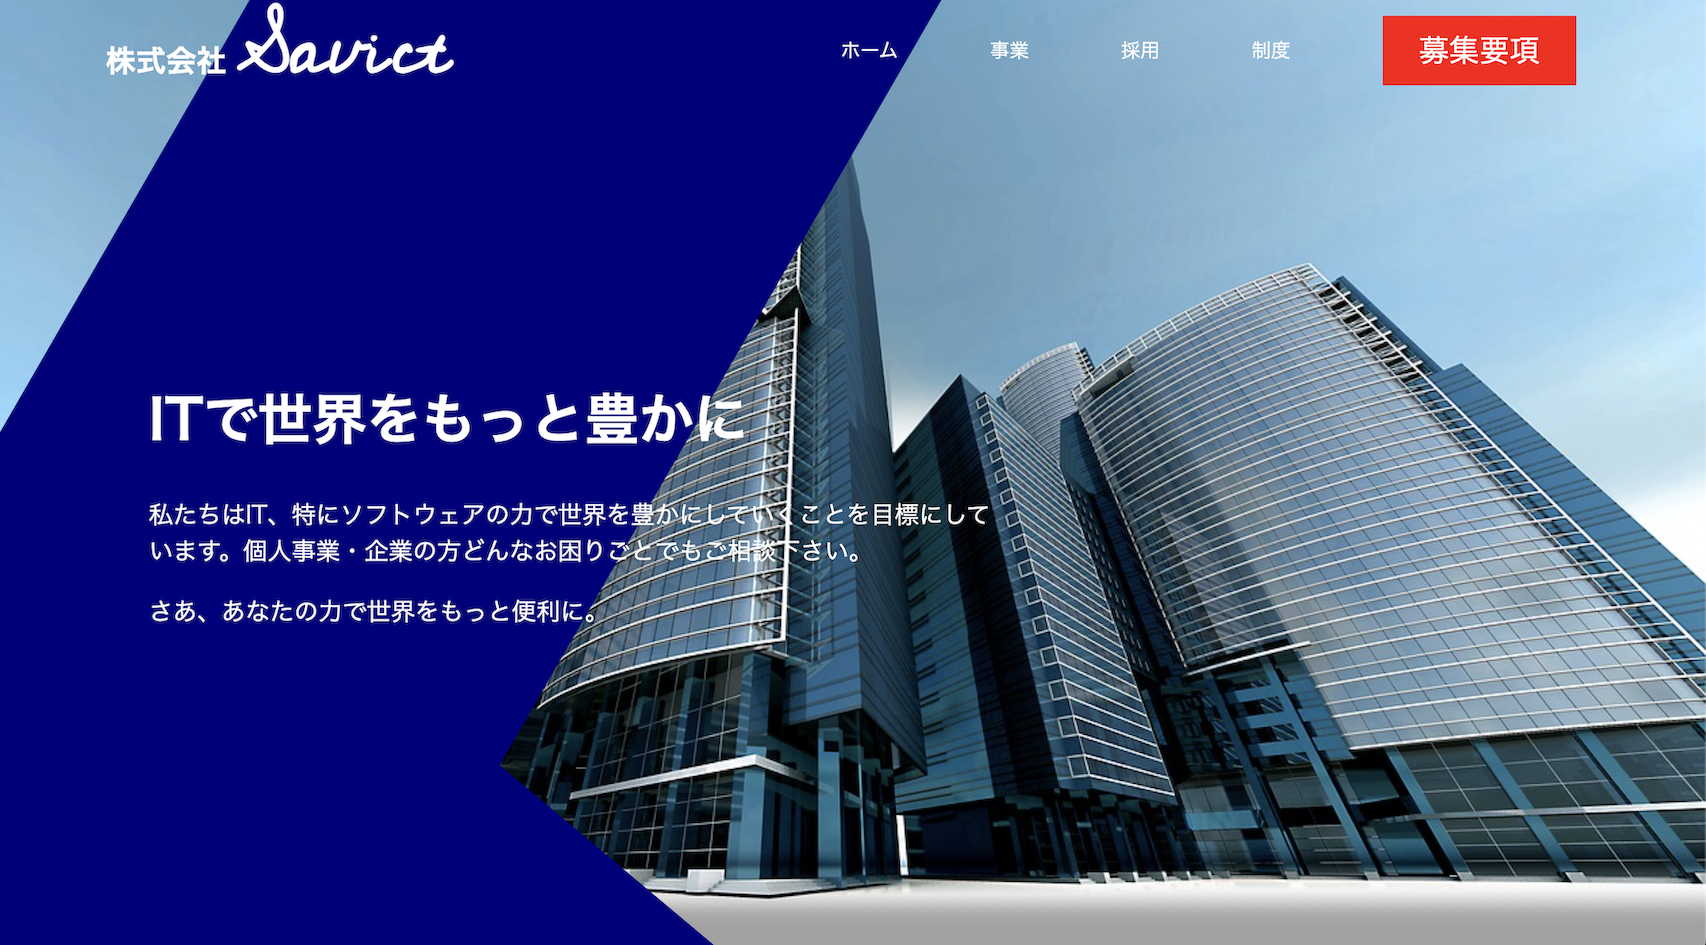 株式会社 Savict
ホーム 事業 採用 制度 募集要項
ITで世界をもっと豊かに
私たちはIT、特にソフトウェアの力で世界を豊かにしていくことを目標にして
います。個人事業・企業の方どんなお困りごとでもご相談下さい。
さあ、あなたの力で世界をもっと便利に。